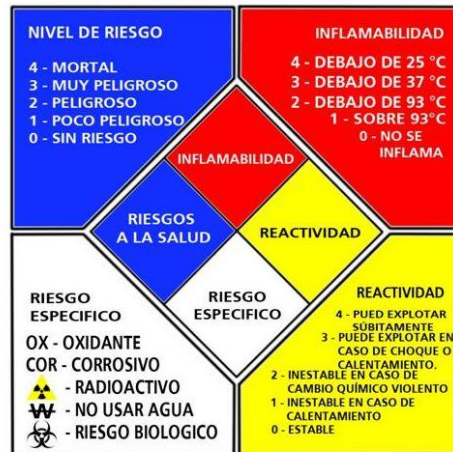 NIVEL DE RIESGO
4 - MORTAL
3 - MUY PELIGROSO
2 - PELIGROSO
1 - POCO PELIGROSO
0 - SIN RIESGO
INFLAMABILIDAD
4 - DEBAJO DE 25 °C
3 - DEBAJO DE 37 °C
2 - DEBAJO DE 93 °C
1 - SOBRE 93°C
0 - NO SE
INFLAMA
INFLAMABILIDAD
RIESGOS
A LA SALUD
REACTIVIDAD
RIESGO
ESPECIFICO
RIESGO
ESPECIFICO
OX - OXIDANTE
COR - CORROSIVO
- RADIOACTIVO
W - NO USAR AGUA
- RIESGO BIOLOGICO
REACTIVIDAD
4 - PUED EXPLOTAR
SÚBITAMENTE
3 - PUEDE EXPLOTAR EN
CASO DE CHOQUE O
CALENTAMIENTO.
2 - INESTABLE EN CASO DE
CAMBIO QUÍMICO VIOLENTO
1 - INESTABLE EN CASO DE
CALENTAMIENTO
0 - ESTABLE